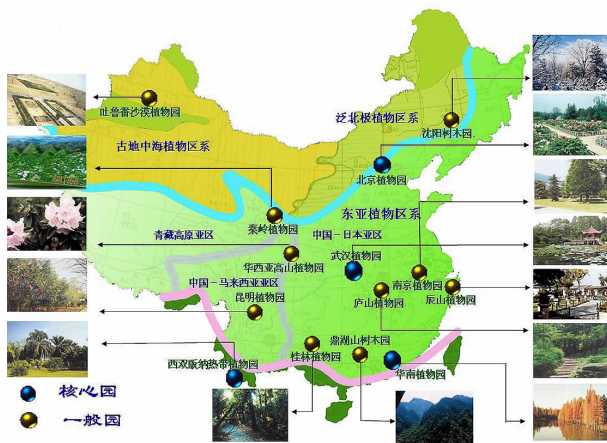 吐鲁番沙漠植物园
泛北极植物区系
沈阳树木园
古地中海植物区系
北京植物园
东亚植物区系
秦岭植物园
青藏高原亚区
中国-日本亚区
武汉植物园
华西亚高山植物园
中国-马来西亚亚区
南京植物园
辰山植物园
昆明植物园
庐山植物园
鼎湖山树木园
桂林植物园
西双版纳热带植物园
华南植物园
核心园
一般园